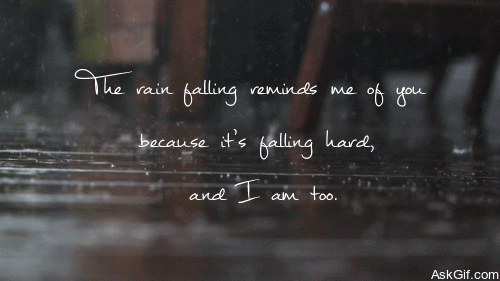 The rain falling reminds me of you
because it's falling hard,
and I am too.
AskGif.com